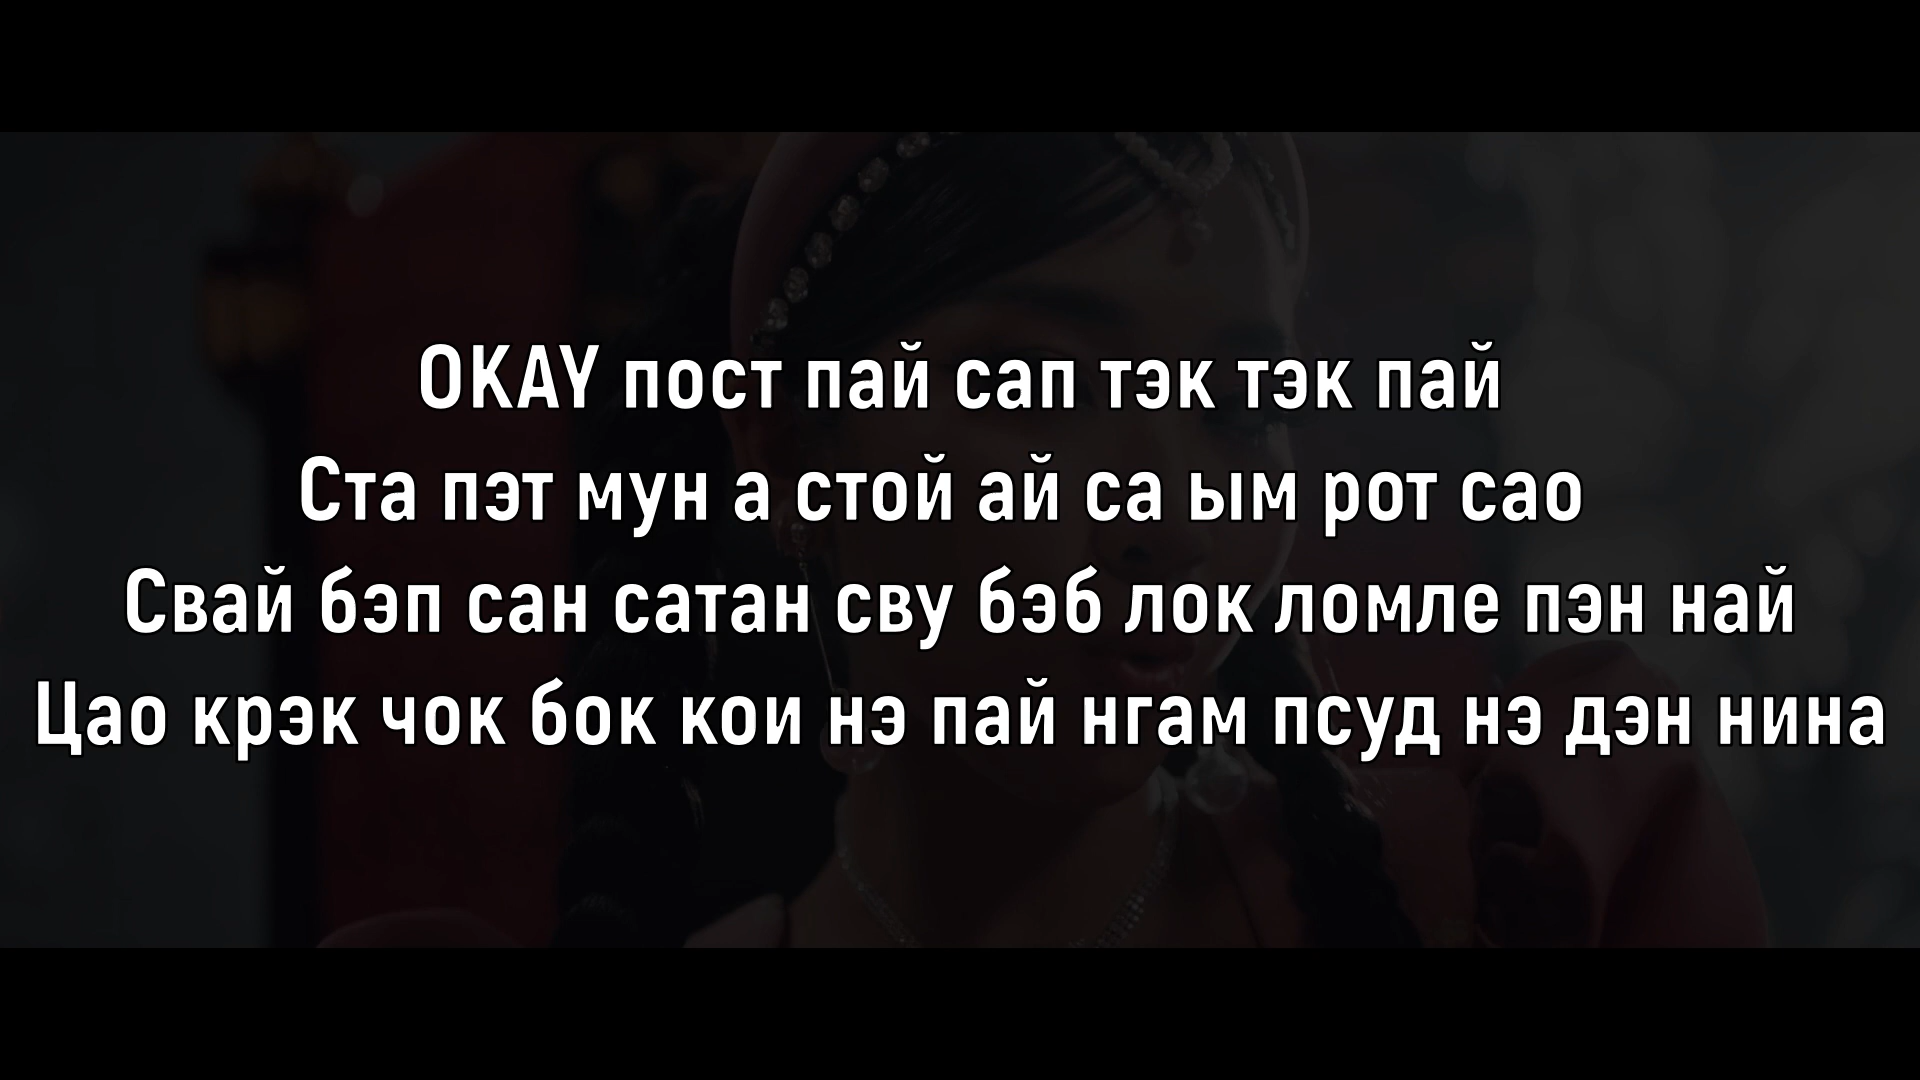 OKAY пост пай сап тэк тэк пай
Ста пэт мун а стой ай са ым рот сао
Свай бэп сан сатан сву бэб лок ломле пэн най
Цао крэк чок бок кои нэ пай нгам псуд нэ дэн нина